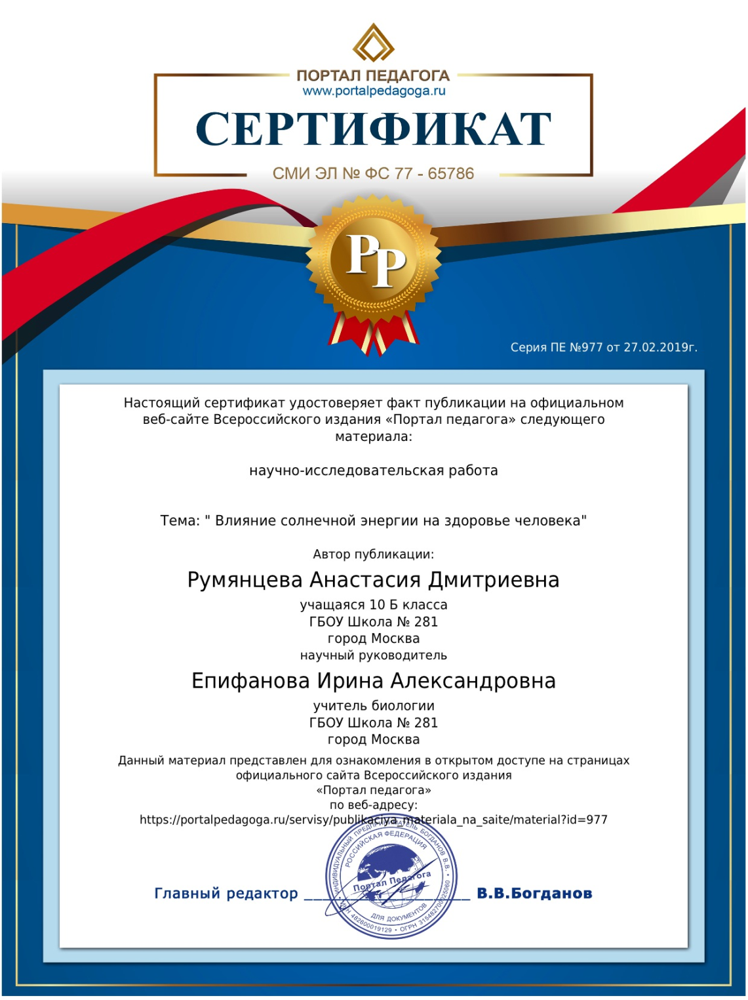 ПОРТАЛ ПЕДАГОГА
www.portalpedagoga.ru
СЕРТИФИКАТ
СМИ ЭЛ № ФС 77 - 65786
PP
Серия ПЕ №977 от 27.02.2019г.
Настоящий сертификат удостоверяет факт публикации на официальном
веб-сайте Всероссийского издания «Портал педагога» следующего
материала:
научно-исследовательская работа
Тема: " Влияние солнечной энергии на здоровье человека"
Автор публикации:
Румянцева Анастасия Дмитриевна
учащаяся 10 Б класса
ГБОУ Школа № 281
город Москва
научный руководитель
Епифанова Ирина Александровна
учитель биологии
ГБОУ Школа № 281
город Москва
Данный материал представлен для ознакомления в открытом доступе на страницах
официального сайта Всероссийского издания
«Портал педагога»
по веб-адресу:
https://portalpedagoga.ru/servisy/publikaciya_materiala_na_saite/material?id=977
ИНДИВИДУАЛЬНЫЙ ПРЕДПРИНИМАТЕЛЬ БОГДАНОВ В.В.
РОССИЙСКАЯ ФЕДЕРАЦИЯ
Портал Педагога
ДЛЯ ДОКУМЕНТОВ
ИНН 482600019129 • ОГРН 315482700025060
Главный редактор ____________________ В.В.Богданов